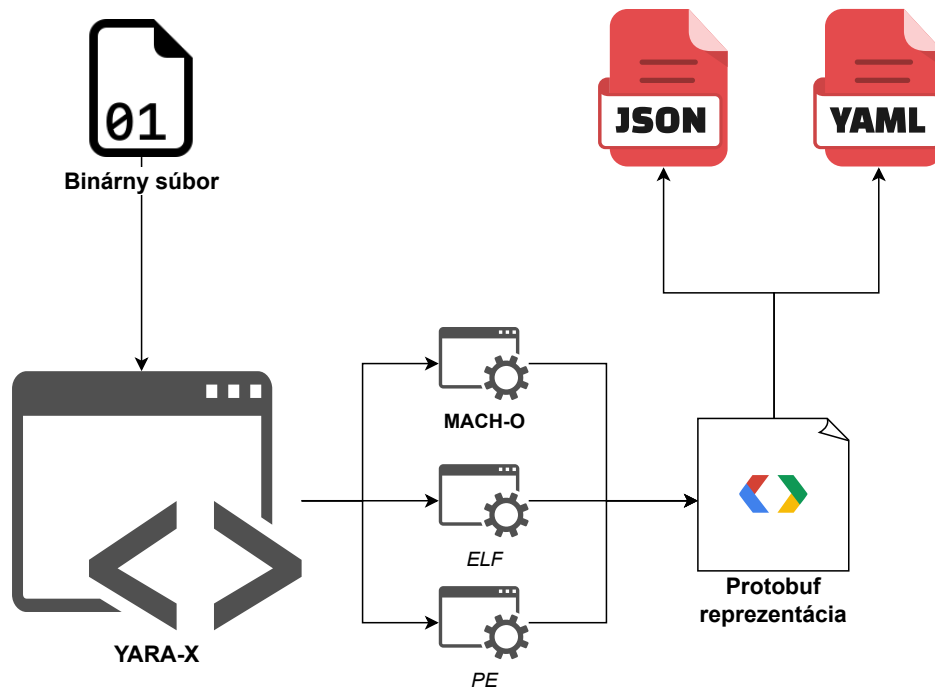 01
Binárny súbor
JSON
YAML
YARA-X
MACH-O
ELF
PE
Protobuf
reprezentácia